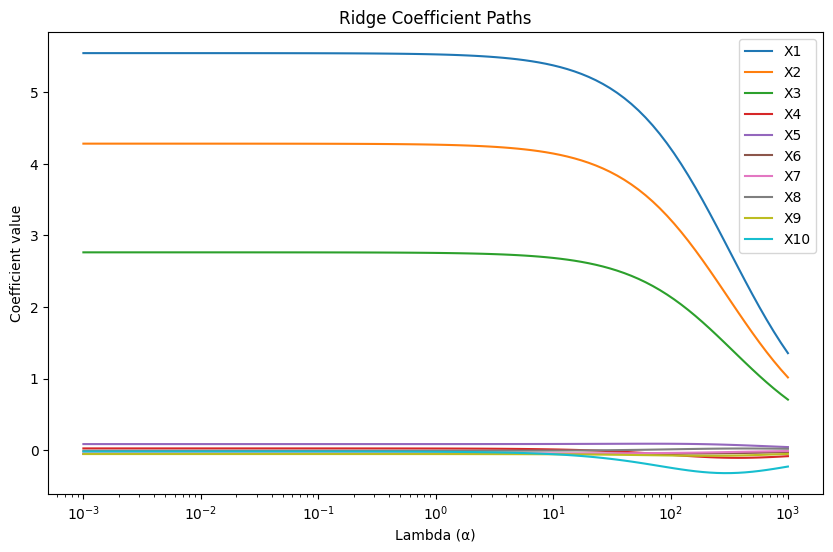 Ridge Coefficient Paths
Coefficient value
5
4
3
2
1
0
10⁻³
10⁻²
10⁻¹
10⁰
10¹
10²
10³
Lambda (α)
X1
X2
X3
X4
X5
X6
X7
X8
X9
X10